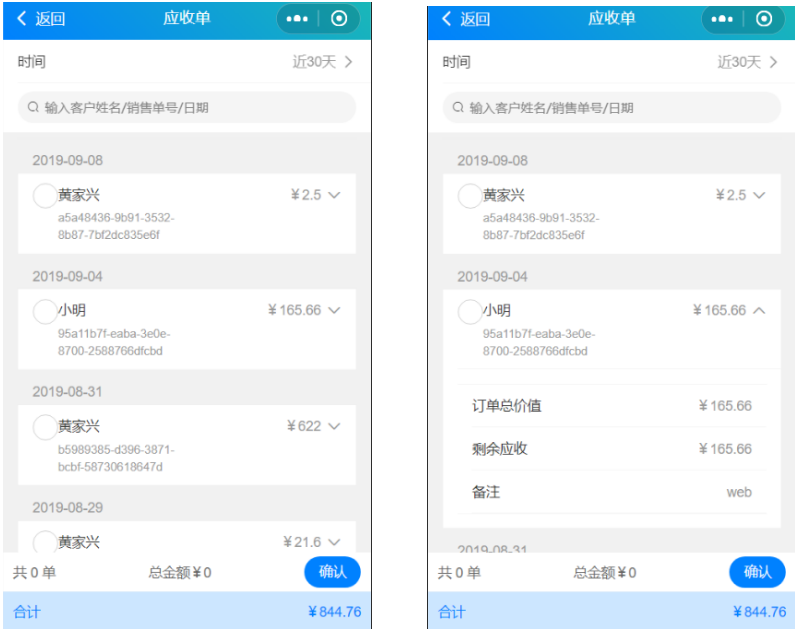 返回
应收单
时间
近30天
输入客户姓名/销售单号/日期
2019-09-08
黄家兴
¥2.5
a5a48436-9b91-3532-
8b87-7bf2dc835e6f
2019-09-04
小明
¥165.66
95a11b7f-eaba-3e0e-
8700-2588766dfcbd
2019-08-31
黄家兴
¥622
b5989385-d396-3871-
bcbf-58730618647d
2019-08-29
黄家兴
¥21.6
共0单
总金额¥0
确认
合计
¥844.76
返回
应收单
时间
近30天
输入客户姓名/销售单号/日期
2019-09-08
黄家兴
¥2.5
a5a48436-9b91-3532-
8b87-7bf2dc835e6f
2019-09-04
小明
¥165.66
95a11b7f-eaba-3e0e-
8700-2588766dfcbd
订单总价值
¥165.66
剩余应收
¥165.66
备注
web
2019-08-31
共0单
总金额¥0
确认
合计
¥844.76